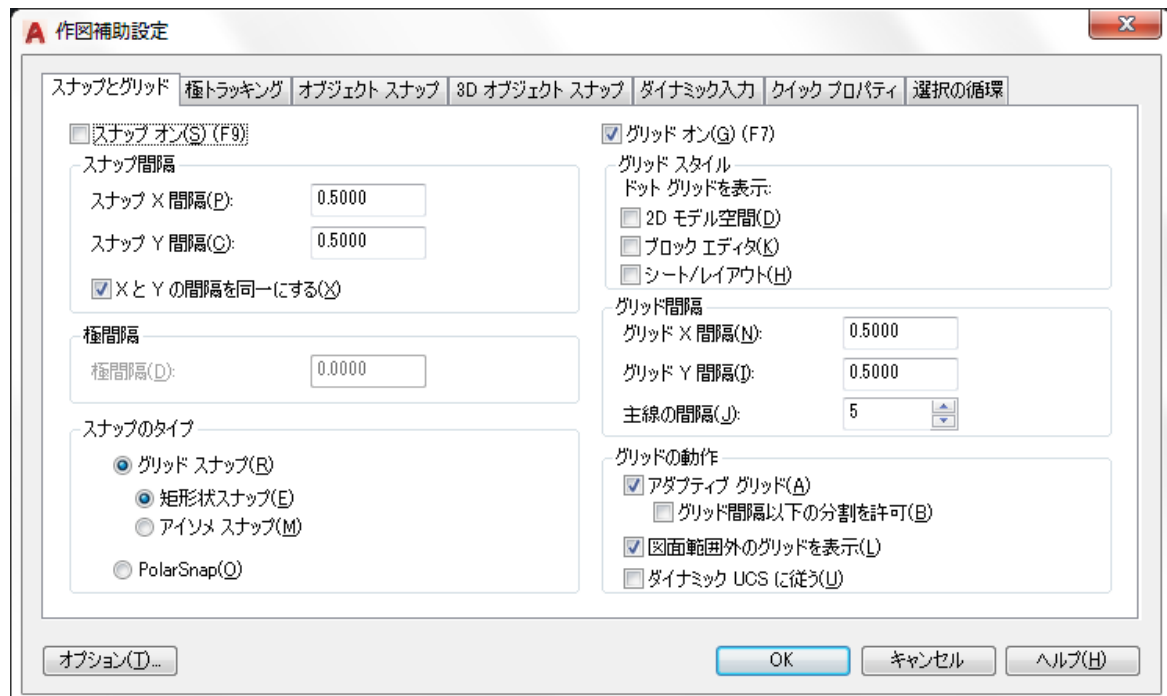 作図補助設定
スナップとグリッド 極トラッキング オブジェクト スナップ 3D オブジェクト スナップ ダイナミック入力 クイック プロパティ 選択の循環
スナップ オン(S) (F9)
スナップ間隔
スナップ X 間隔(P): 0.5000
スナップ Y 間隔(C): 0.5000
X と Y の間隔を同一にする(X)
極間隔
極間隔(D): 0.0000
スナップのタイプ
グリッド スナップ(R)
矩形状スナップ(E)
アイソメ スナップ(M)
PolarSnap(O)
グリッド オン(G) (F7)
グリッド スタイル
ドット グリッドを表示:
2D モデル空間(D)
ブロック エディタ(K)
シート/レイアウト(H)
グリッド間隔
グリッド X 間隔(N): 0.5000
グリッド Y 間隔(I): 0.5000
主線の間隔(J): 5
グリッドの動作
アダプティブ グリッド(A)
グリッド間隔以下の分割を許可(B)
図面範囲外のグリッドを表示(L)
ダイナミック UCS に従う(U)
オプション(T)... OK キャンセル ヘルプ(H)